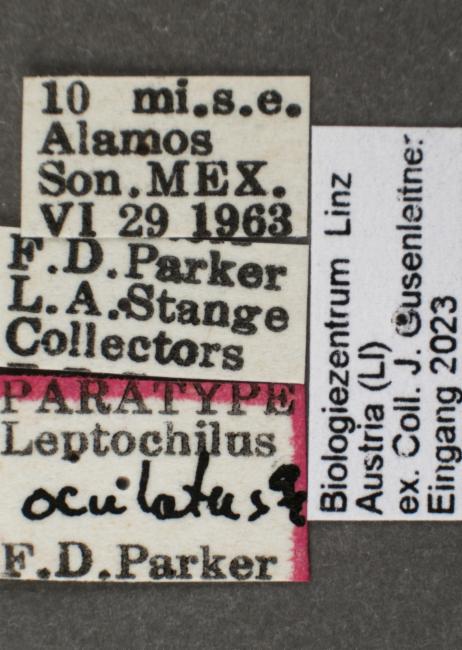 10 mi.s.e.
Alamos
Son.MEX.
VI 29 1963
F.D.Parker
L.A.Stange
Collectors
PARATYPE
Leptochilus
oculatus
F.D.Parker
Biologiezentrum Linz
Austria (LI)
ex. Coll. J. Gusenleitner
Eingang 2023